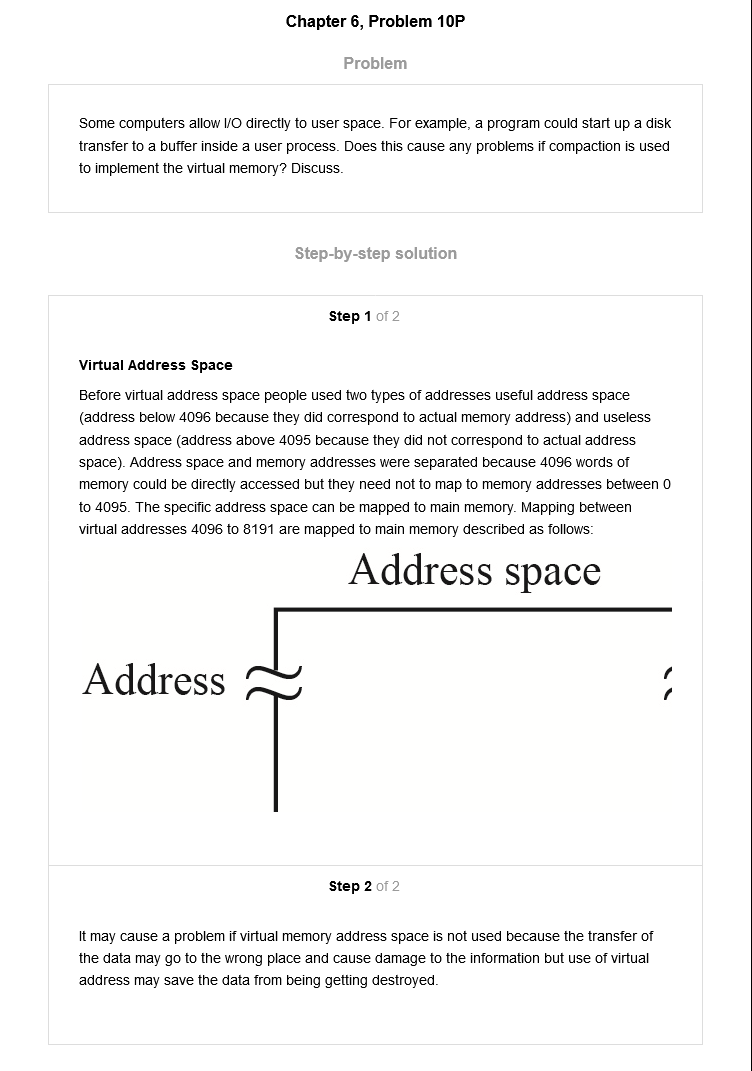 Chapter 6, Problem 10P
Problem
Some computers allow I/O directly to user space. For example, a program could start up a disk
transfer to a buffer inside a user process. Does this cause any problems if compaction is used
to implement the virtual memory? Discuss.
Step-by-step solution
Step 1 of 2
Virtual Address Space
Before virtual address space people used two types of addresses useful address space
(address below 4096 because they did correspond to actual memory address) and useless
address space (address above 4095 because they did not correspond to actual address
space). Address space and memory addresses were separated because 4096 words of
memory could be directly accessed but they need not to map to memory addresses between 0
to 4095. The specific address space can be mapped to main memory. Mapping between
virtual addresses 4096 to 8191 are mapped to main memory described as follows:
Address space
Address
Step 2 of 2
It may cause a problem if virtual memory address space is not used because the transfer of
the data may go to the wrong place and cause damage to the information but use of virtual
address may save the data from being getting destroyed.